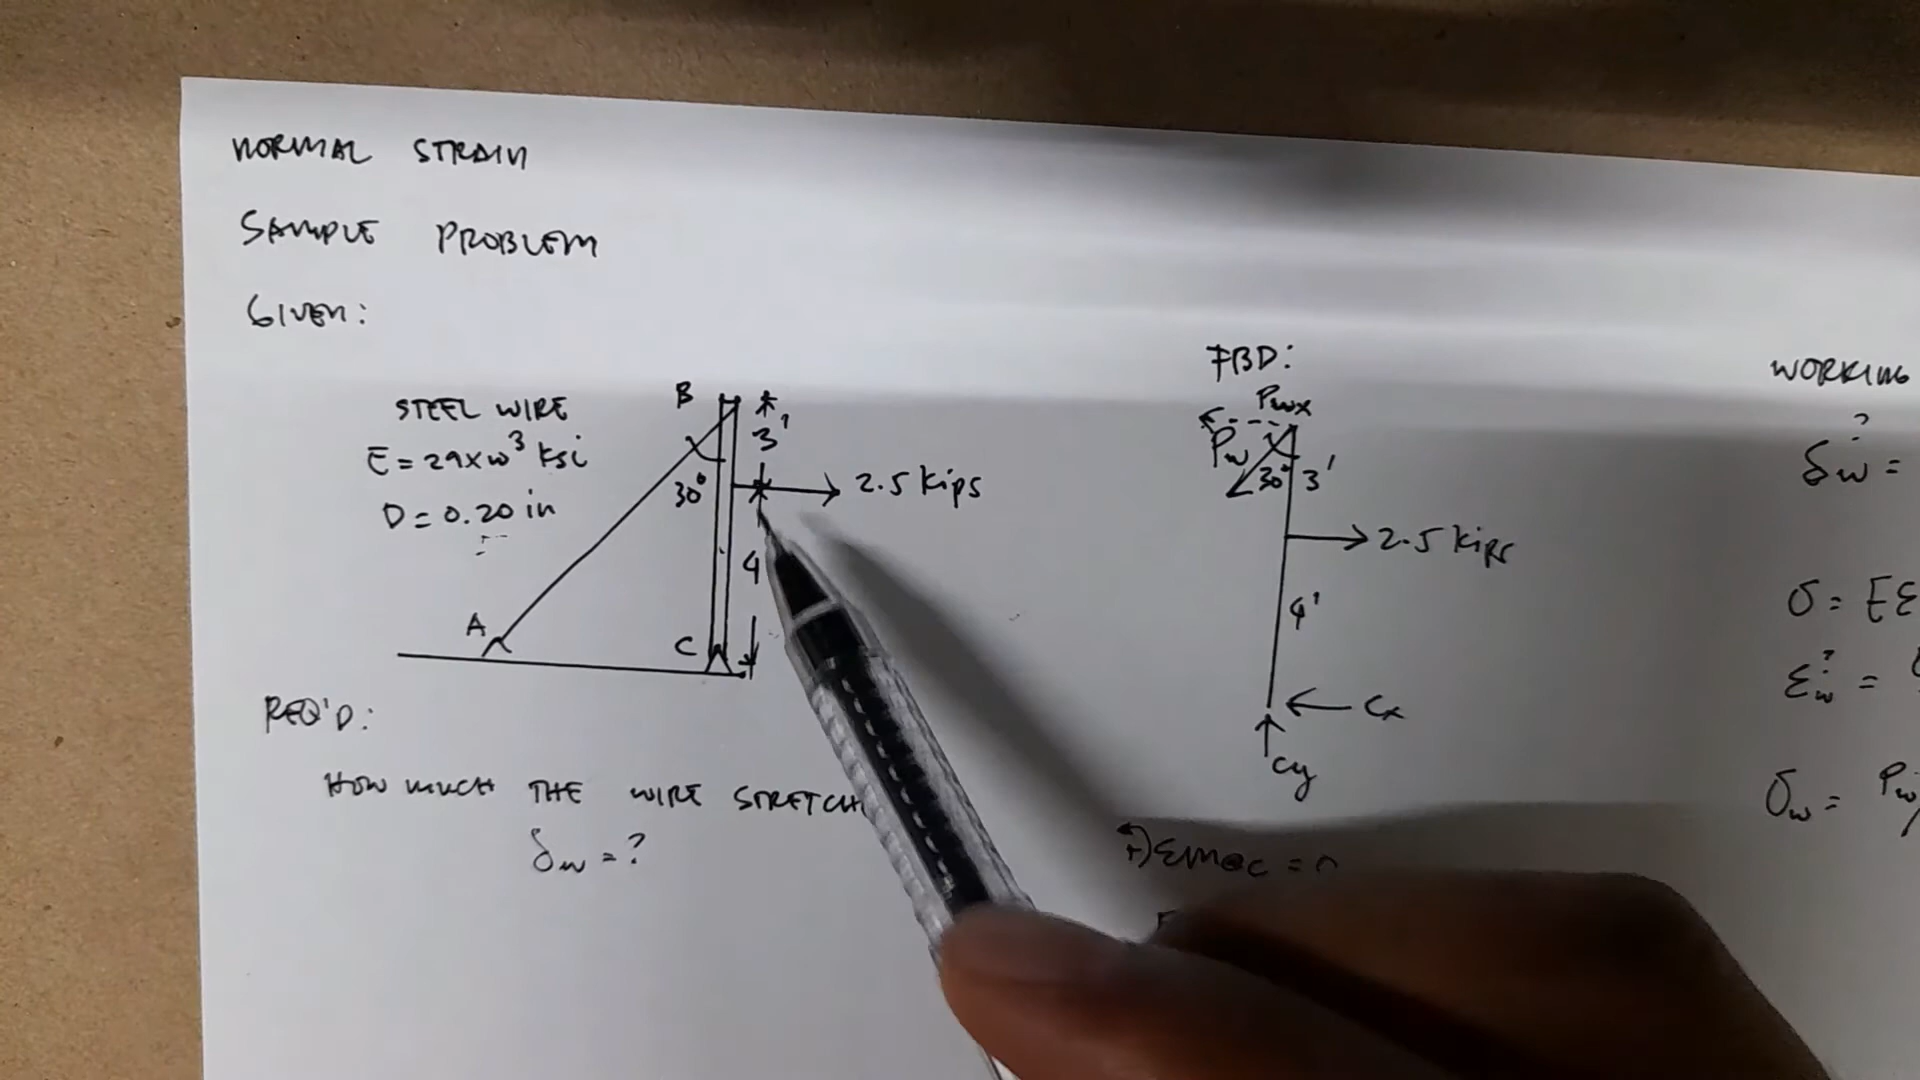 NORMAL STRAIN
SAMPLE PROBLEM
GIVEN:
STEEL WIRE
E = 29x10³ ksi
D = 0.20 in
B
3'
30°
2.5 kips
4
A
C
REQ'D:
HOW MUCH THE WIRE STRETCH
δw = ?
FBD:
Pwx
Pw
30°
3'
2.5 kips
4'
Cx
Cy
+) ΣM@C = 0
WORKING
?
δw =
σ = Eε
?
εw =
σw = Pw/